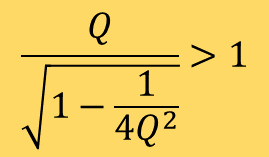 Q / √(1 − 1 / 4Q²) > 1